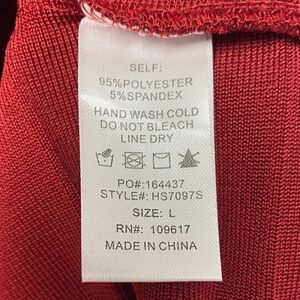 SELF:
95%POLYESTER
5%SPANDEX
HAND WASH COLD
DO NOT BLEACH
LINE DRY
PO#:164437
STYLE#: HS7097S
SIZE: L
RN#: 109617
MADE IN CHINA